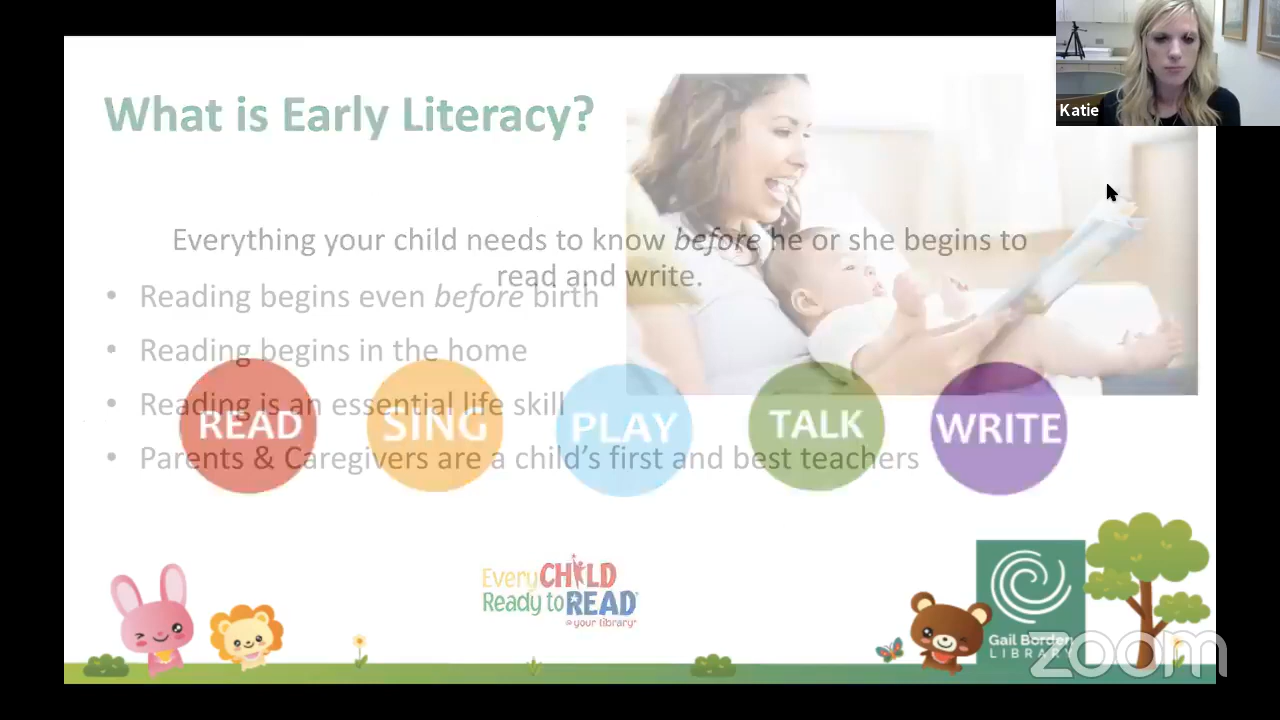 Katie
What is Early Literacy?
Everything your child needs to know before he or she begins to
read and write.
• Reading begins even before birth
• Reading begins in the home
• Reading is an essential life skill
READ SING PLAY TALK WRITE
• Parents & Caregivers are a child's first and best teachers
Every CHILD
Ready to READ®
@ your library®
Gail Borden
LIBRARY
zoom